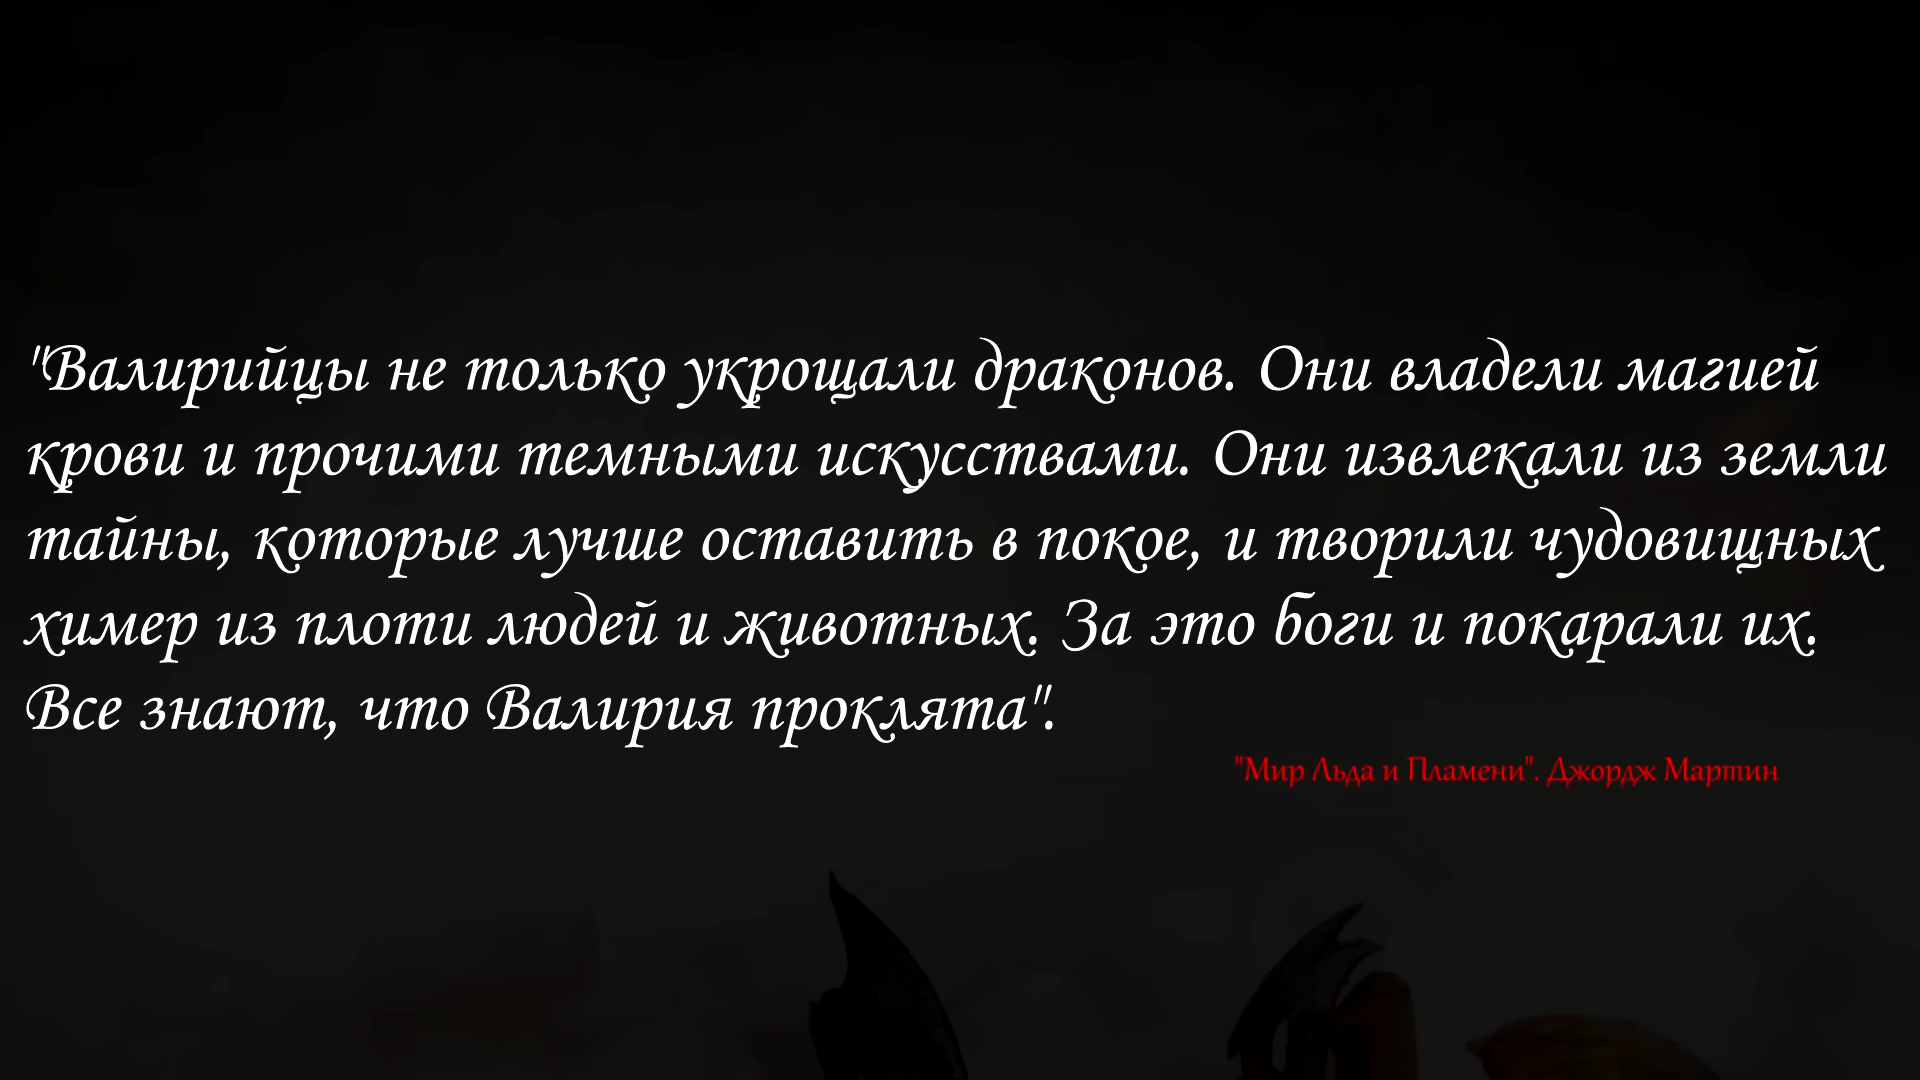 "Валирийцы не только укрощали драконов. Они владели магией
крови и прочими темными искусствами. Они извлекали из земли
тайны, которые лучше оставить в покое, и творили чудовищных
химер из плоти людей и животных. За это боги и покарали их.
Все знают, что Валирия проклята".
"Мир Льда и Пламени". Джордж Мартин